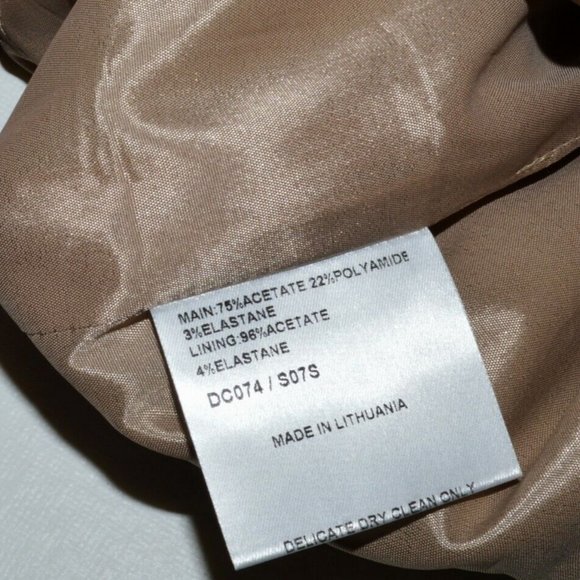 MAIN:75%ACETATE 22%POLYAMIDE
3%ELASTANE
LINING:96%ACETATE
4%ELASTANE
DC074 / S07S
MADE IN LITHUANIA
DELICATE DRY CLEAN ONLY